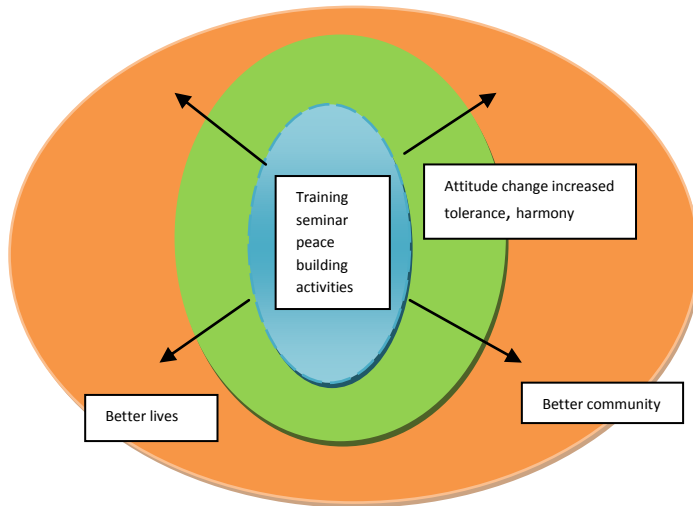 Training
seminar
peace
building
activities
Attitude change increased
tolerance, harmony
Better lives
Better community